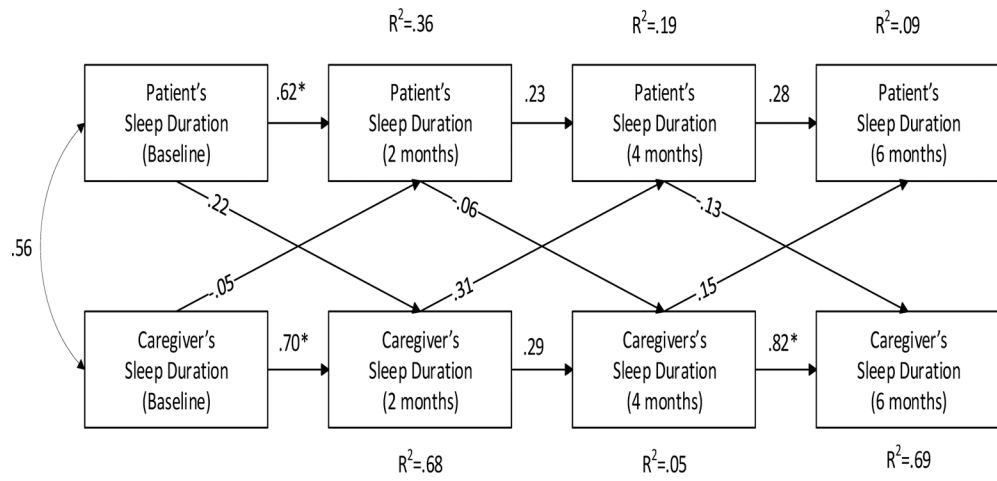 R²=.36
R²=.19
R²=.09
Patient's
Sleep Duration
(Baseline)
.62*
Patient's
Sleep Duration
(2 months)
.23
Patient's
Sleep Duration
(4 months)
.28
Patient's
Sleep Duration
(6 months)
.56
.22
-.05
-.06
.31
-.13
.15
Caregiver's
Sleep Duration
(Baseline)
.70*
Caregiver's
Sleep Duration
(2 months)
.29
Caregivers's
Sleep Duration
(4 months)
.82*
Caregiver's
Sleep Duration
(6 months)
R²=.68
R²=.05
R²=.69